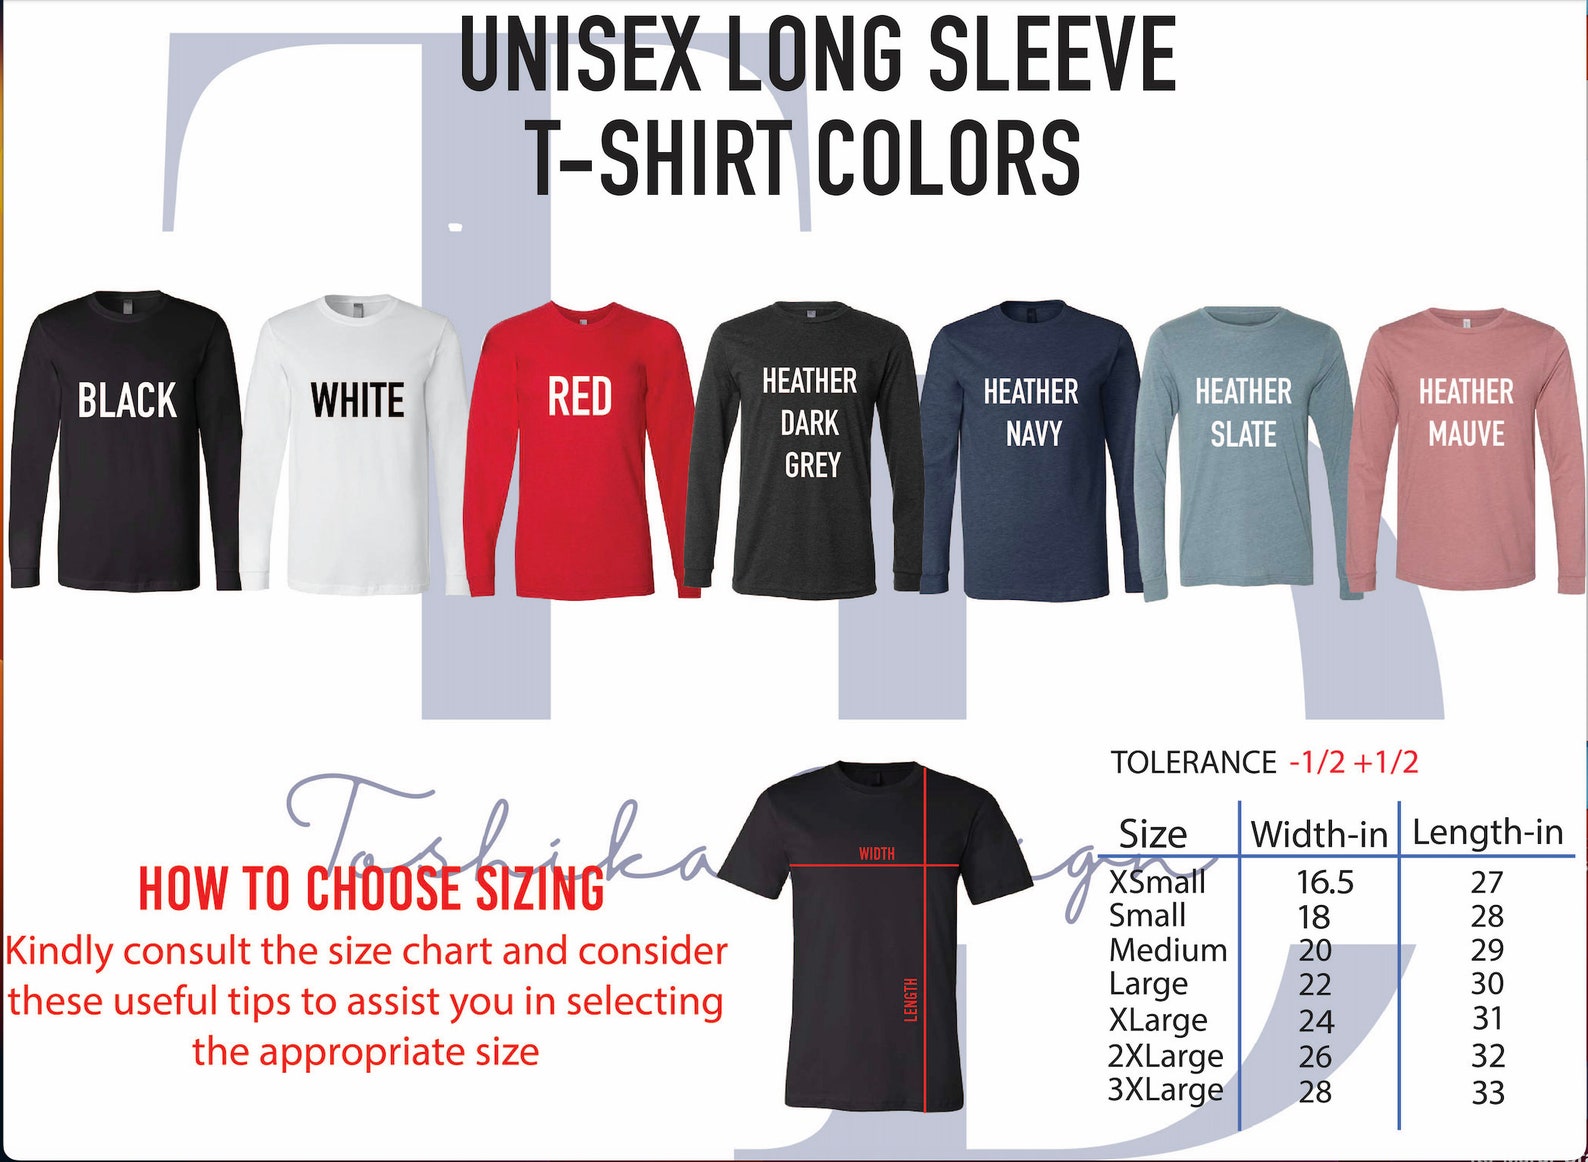 UNISEX LONG SLEEVE
T-SHIRT COLORS
BLACK
WHITE
RED
HEATHER
DARK
GREY
HEATHER
NAVY
HEATHER
SLATE
HEATHER
MAUVE
HOW TO CHOOSE SIZING
Kindly consult the size chart and consider
these useful tips to assist you in selecting
the appropriate size
WIDTH
LENGTH
TOLERANCE -1/2 +1/2
Size Width-in Length-in
XSmall 16.5 27
Small 18 28
Medium 20 29
Large 22 30
XLarge 24 31
2XLarge 26 32
3XLarge 28 33